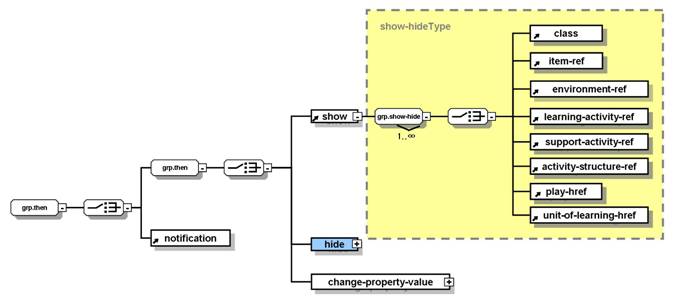 show-hideType
class
item-ref
environment-ref
show
grp.show-hide
learning-activity-ref
1..∞
support-activity-ref
grp.then
activity-structure-ref
play-href
grp.then
unit-of-learning-href
notification
hide
change-property-value